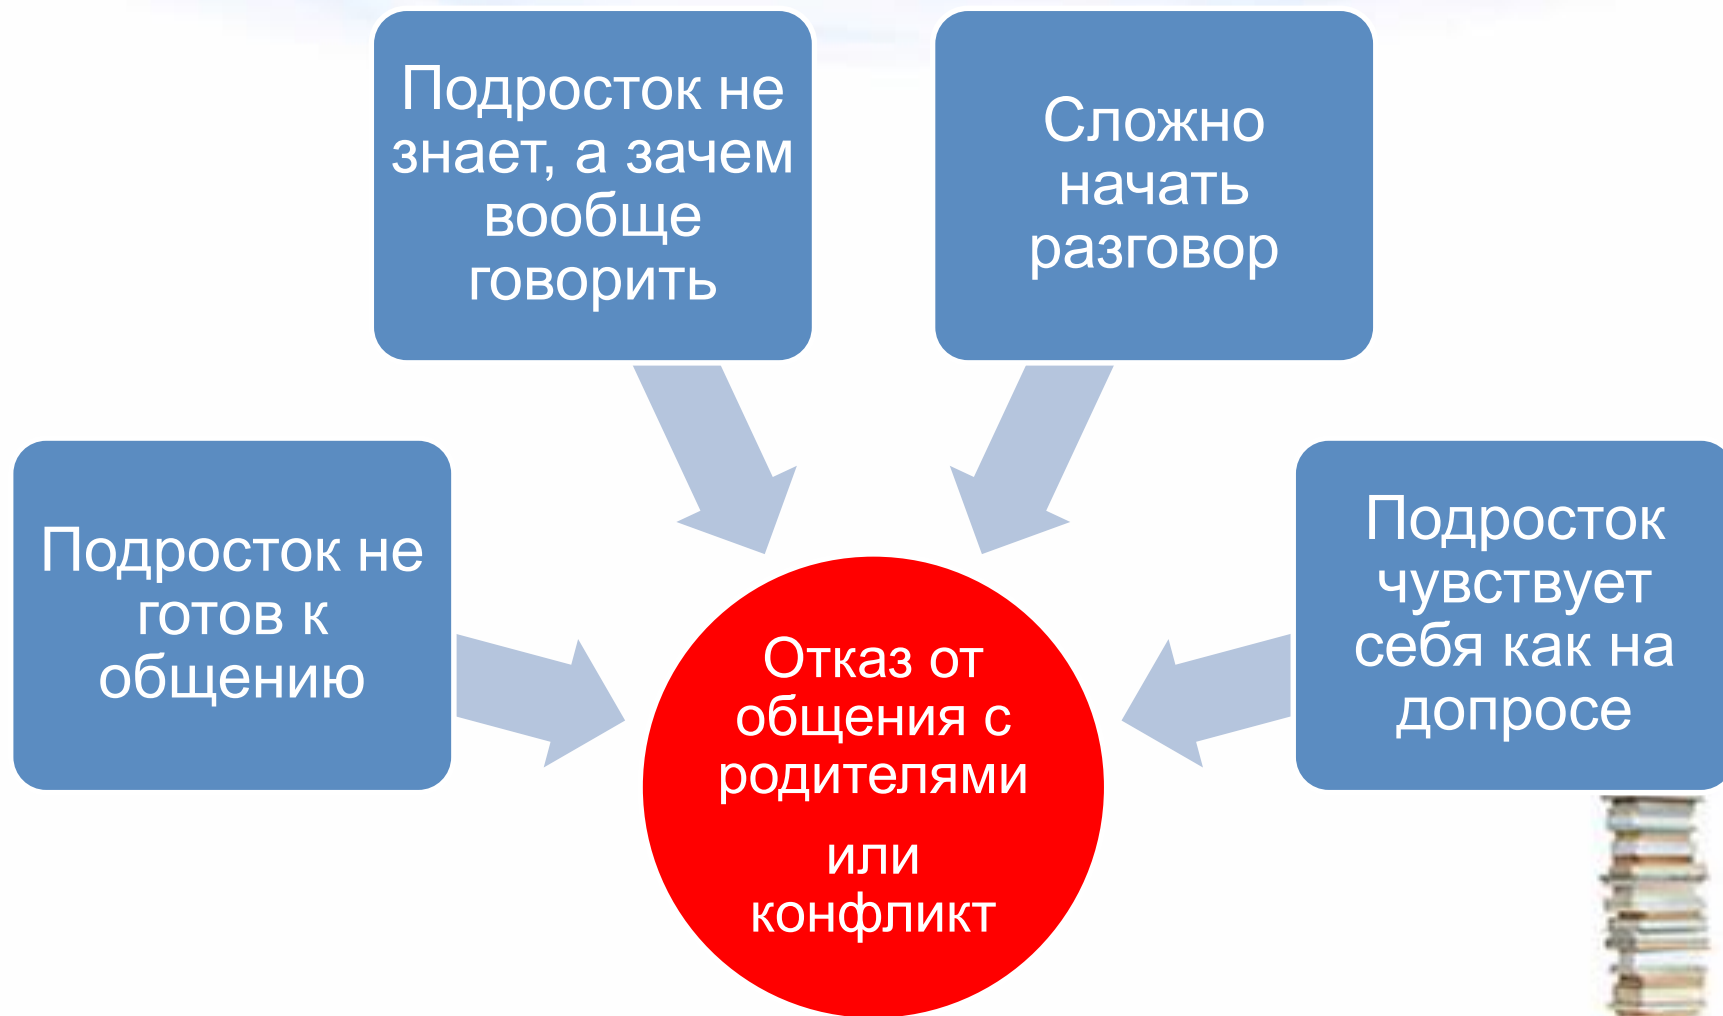 Подросток не
знает, а зачем
вообще
говорить
Сложно
начать
разговор
Подросток не
готов к
общению
Подросток
чувствует
себя как на
допросе
Отказ от
общения с
родителями
или
конфликт